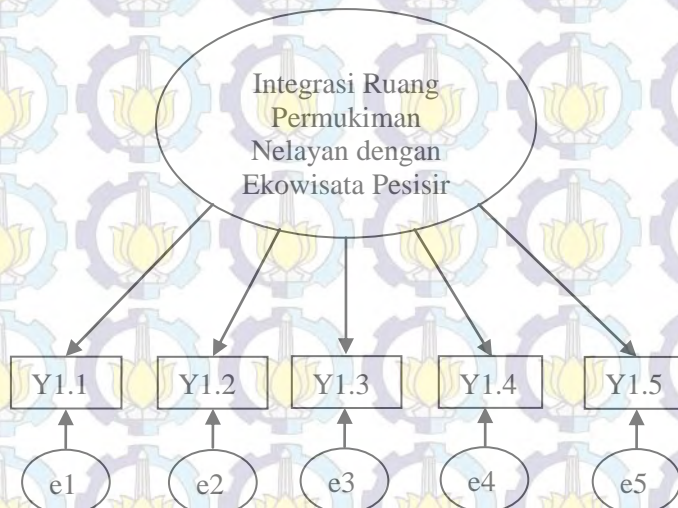 Integrasi Ruang
Permukiman
Nelayan dengan
Ekowisata Pesisir
Y1.1 Y1.2 Y1.3 Y1.4 Y1.5
e1 e2 e3 e4 e5